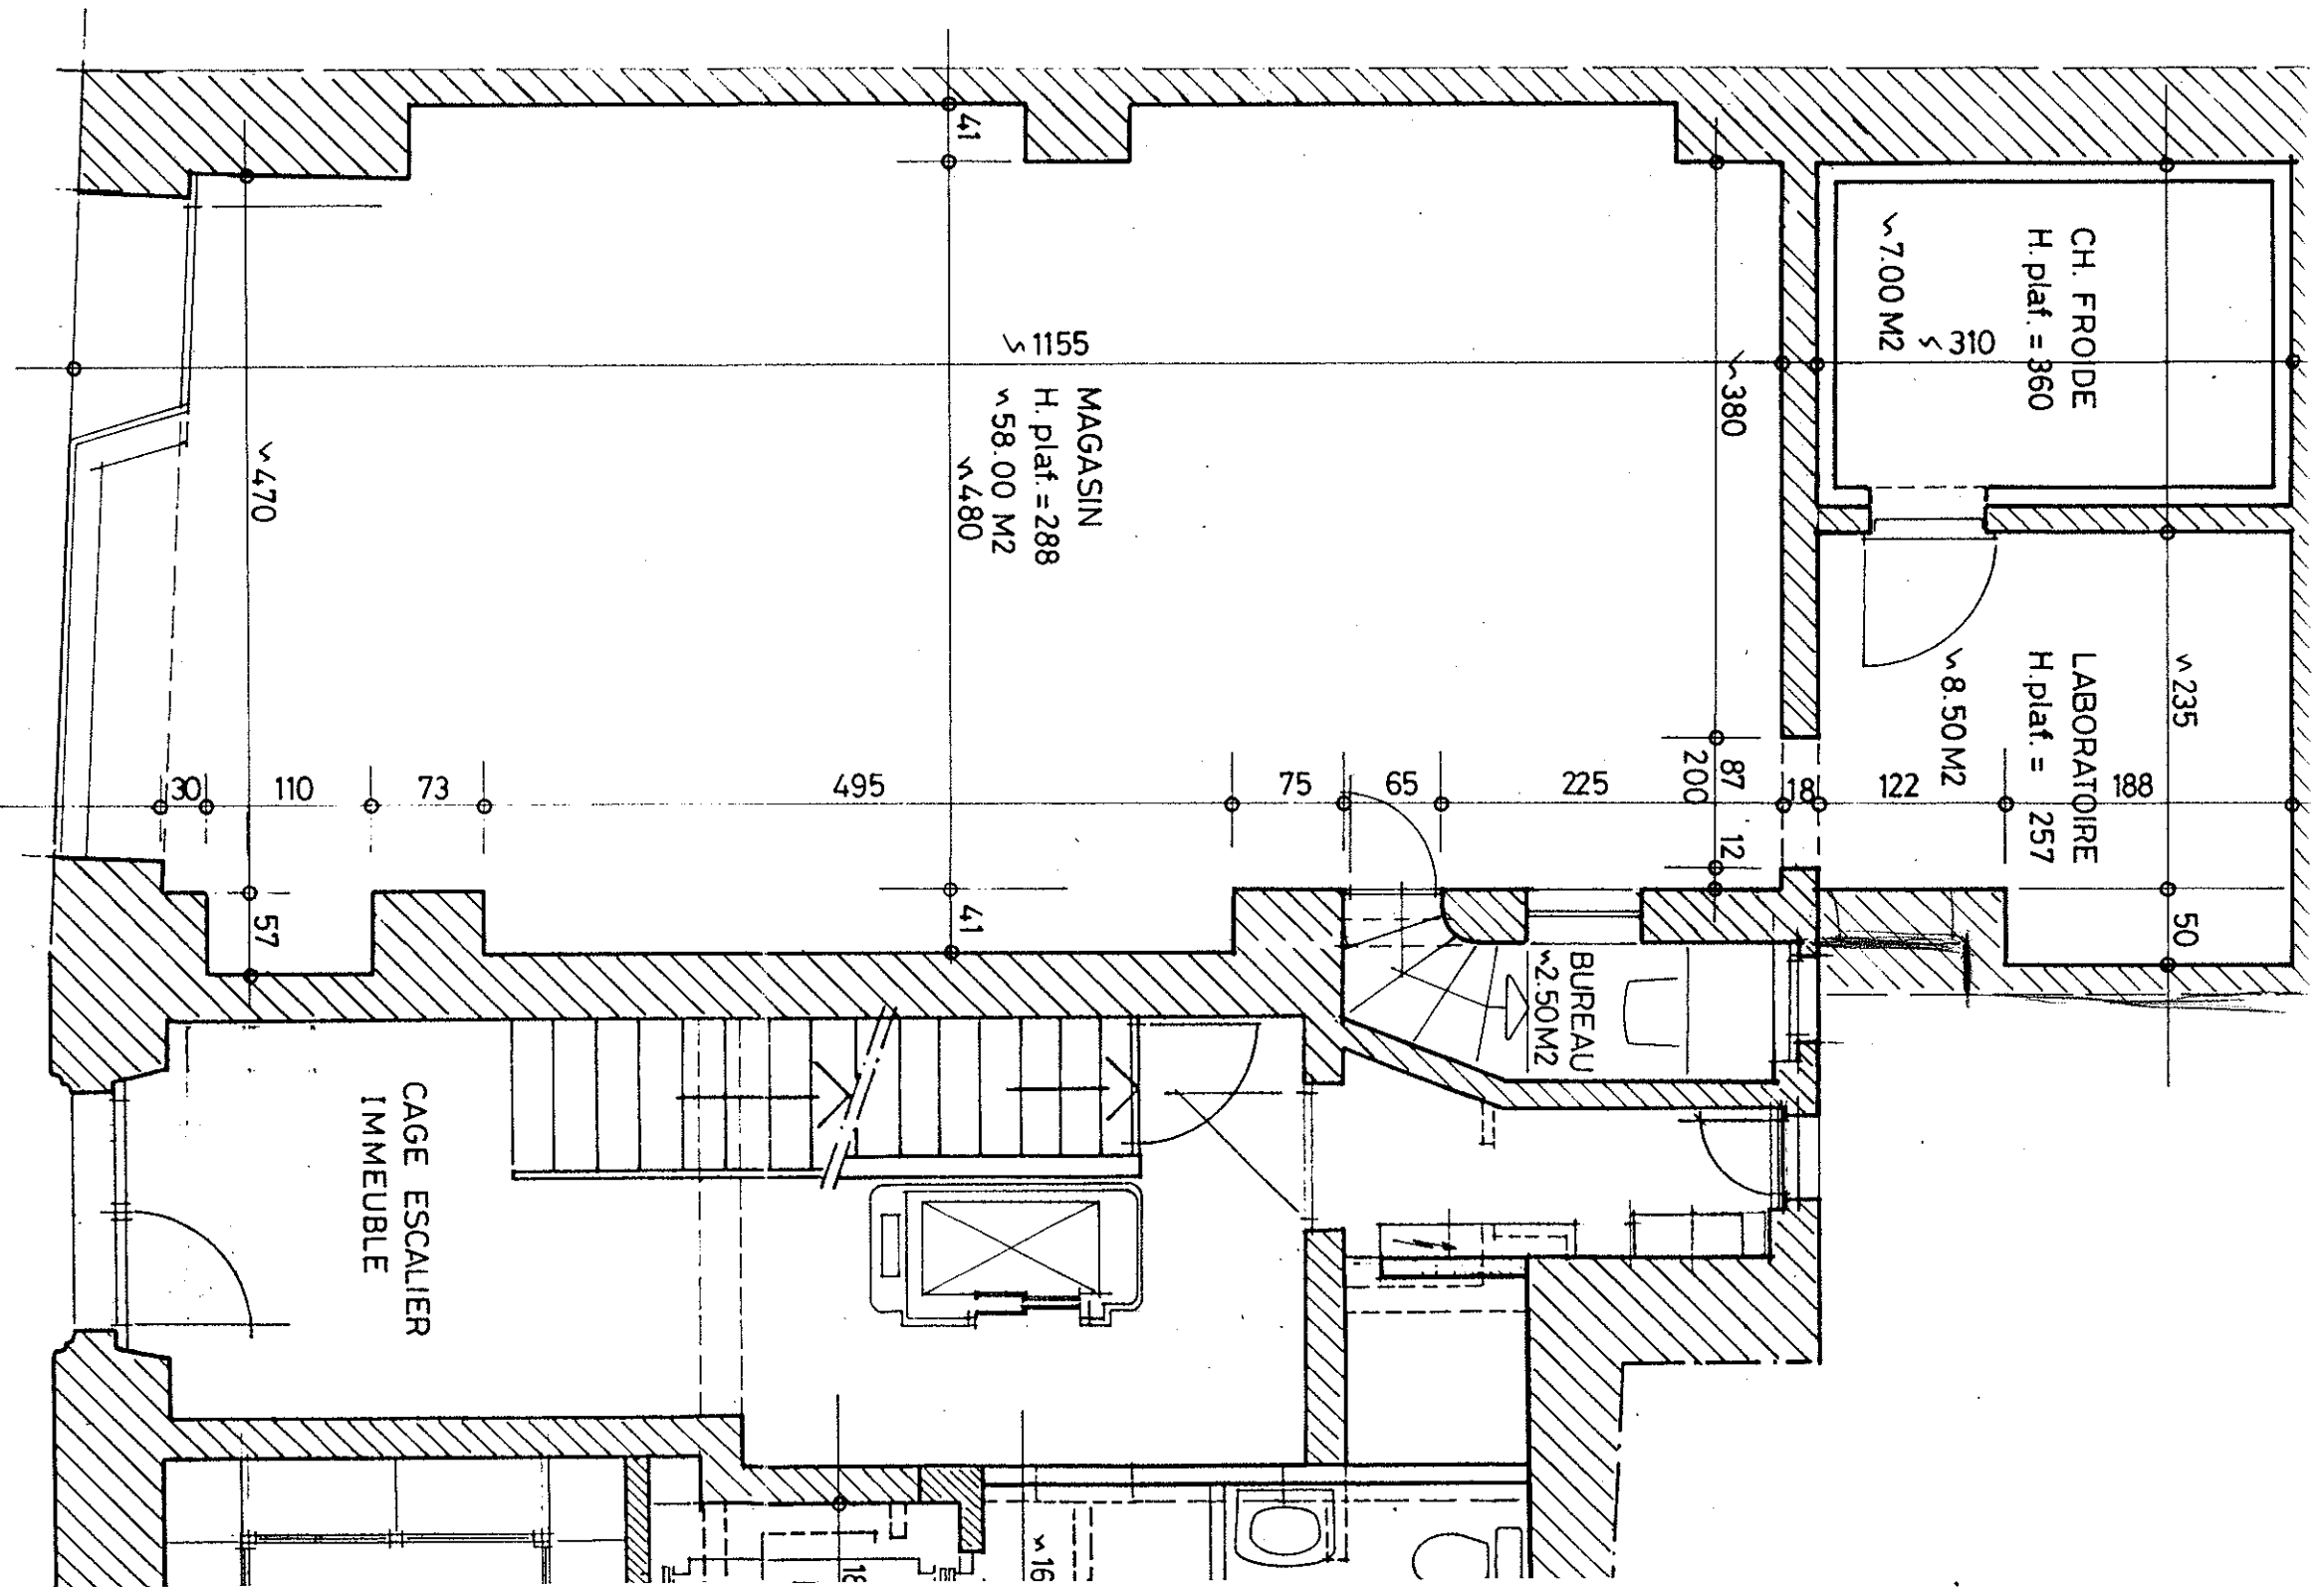 CH. FROIDE
H. plaf. = 360
~310
~7.00 M2
LABORATOIRE
H. plaf. = 257
~8.50 M2
~235
50
188
122
18
MAGASIN
H. plaf. = 288
~58.00 M2
~480
~1155
~380
~470
41
41
57
30
110
73
495
75
65
225
87
200
12
BUREAU
~2.50 M2
CAGE ESCALIER
IMMEUBLE
~16